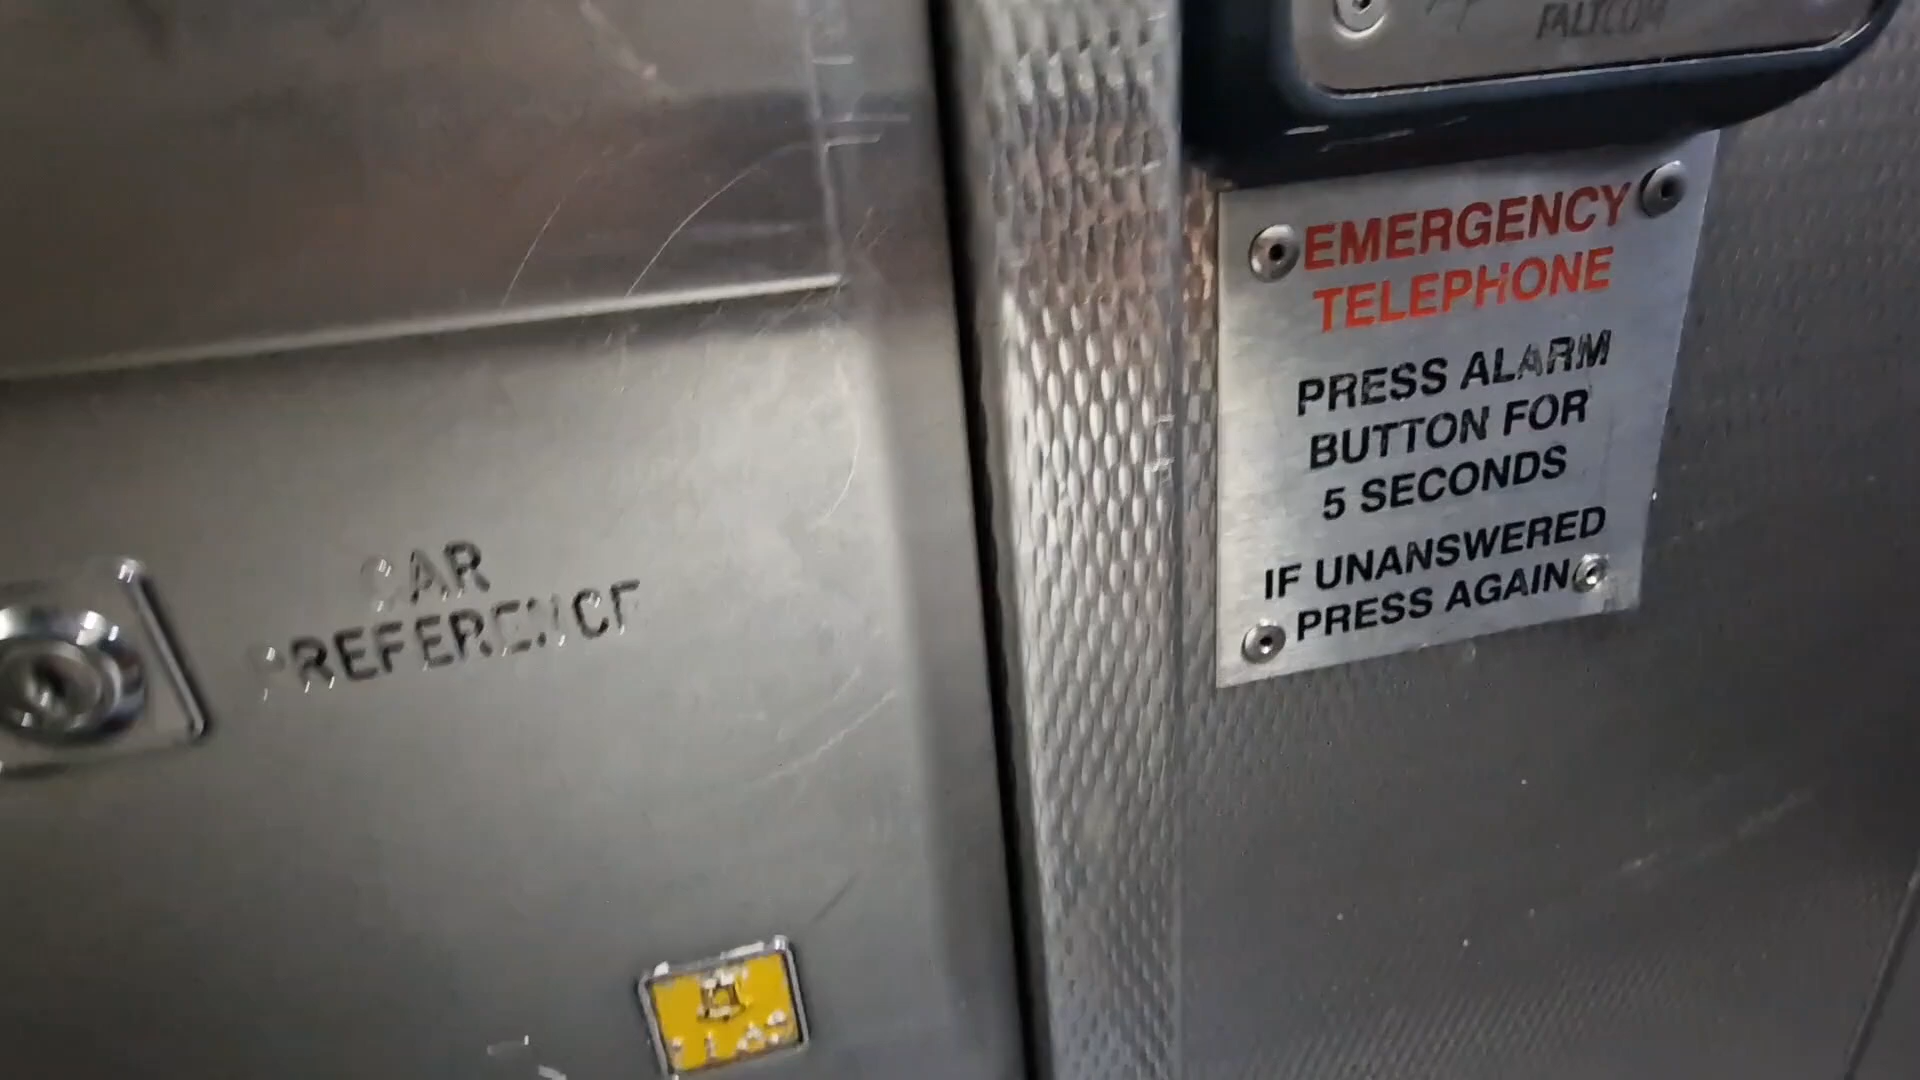 CAR
PREFERENCE
EMERGENCY
TELEPHONE
PRESS ALARM
BUTTON FOR
5 SECONDS
IF UNANSWERED
PRESS AGAIN